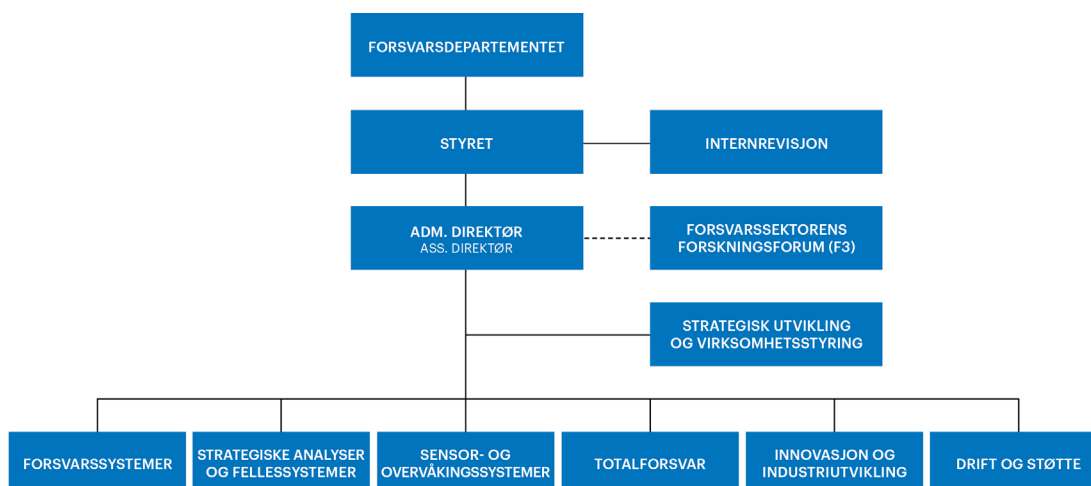 FORSVARSDEPARTEMENTET
STYRET
INTERNREVISJON
ADM. DIREKTØR
ASS. DIREKTØR
FORSVARSSEKTORENS
FORSKNINGSFORUM (F3)
STRATEGISK UTVIKLING
OG VIRKSOMHETSSTYRING
FORSVARSSYSTEMER
STRATEGISKE ANALYSER
OG FELLESSYSTEMER
SENSOR- OG
OVERVÅKINGSSYSTEMER
TOTALFORSVAR
INNOVASJON OG
INDUSTRIUTVIKLING
DRIFT OG STØTTE